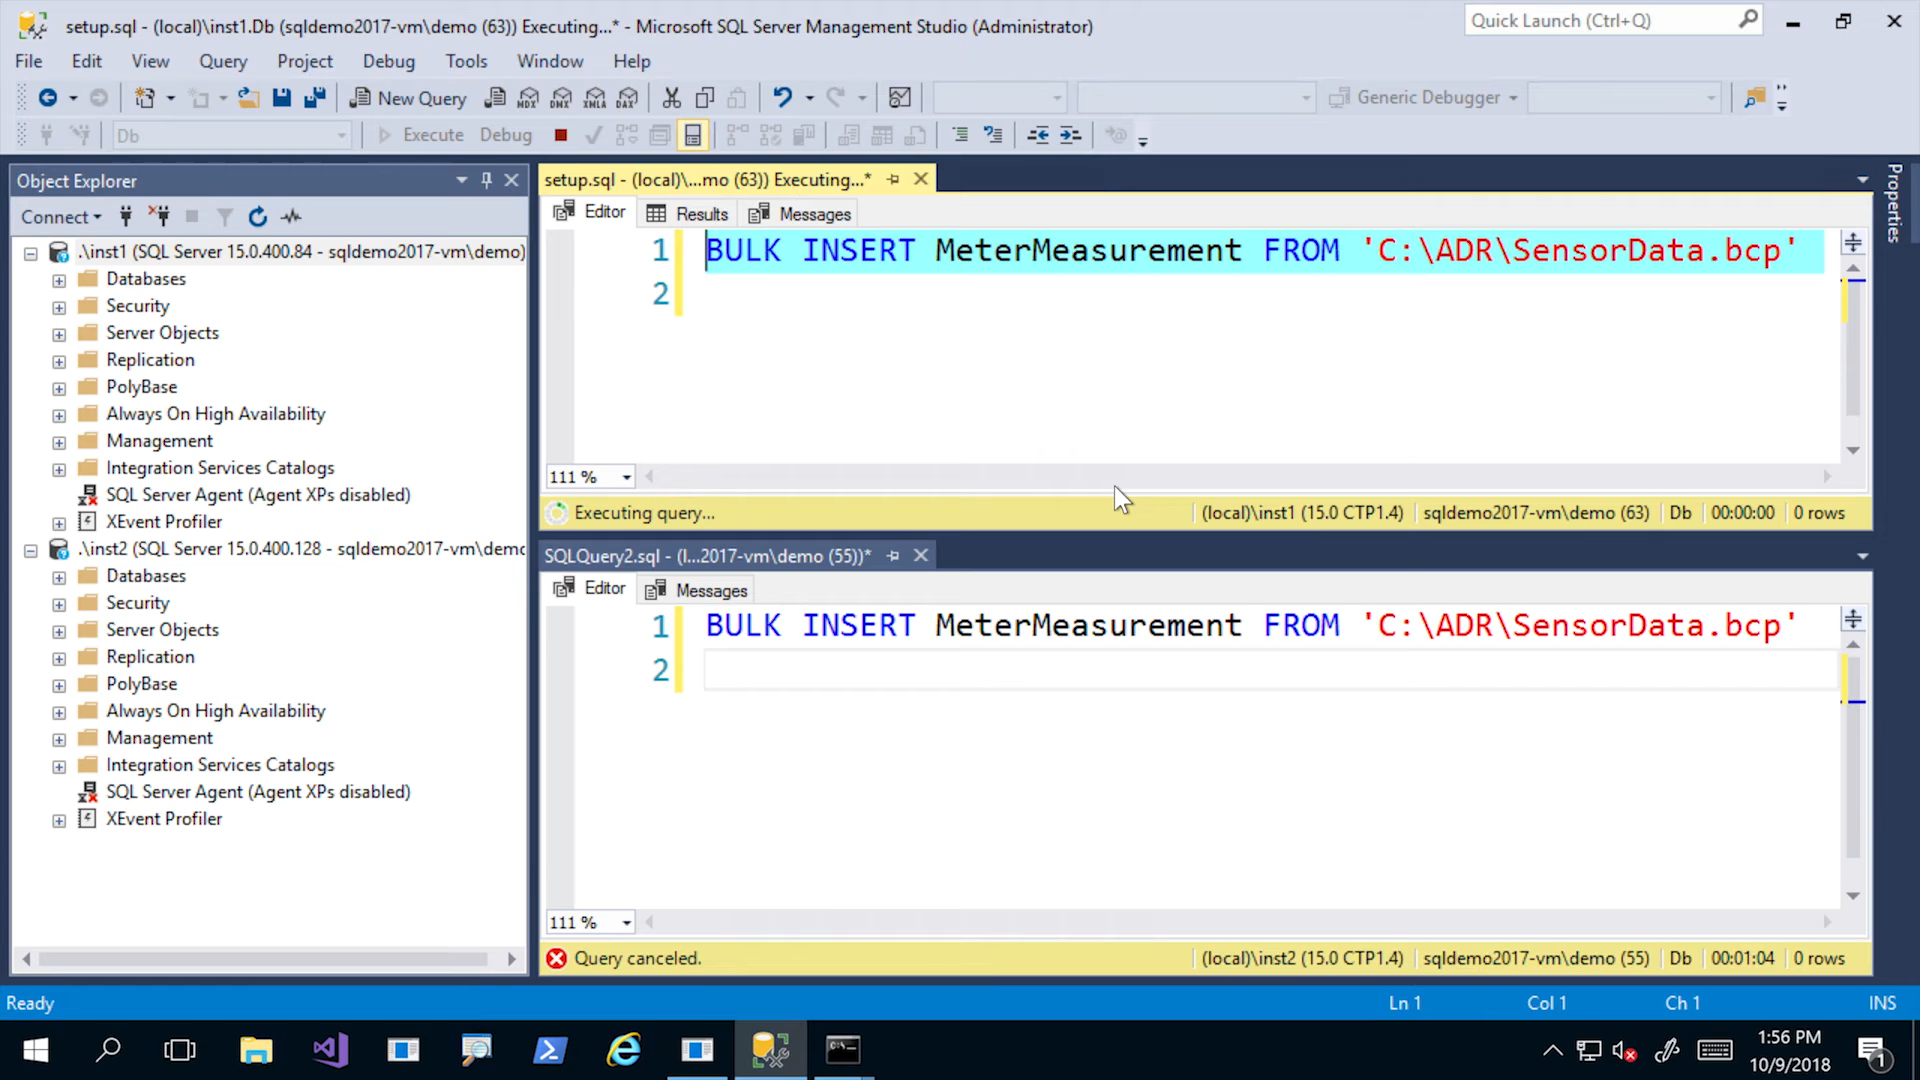 setup.sql - (local)\inst1.Db (sqldemo2017-vm\demo (63)) Executing...* - Microsoft SQL Server Management Studio (Administrator)
Quick Launch (Ctrl+Q)
File Edit View Query Project Debug Tools Window Help
New Query MDX DMX XMLA DAX Generic Debugger
Db Execute Debug
Object Explorer
Connect
.\inst1 (SQL Server 15.0.400.84 - sqldemo2017-vm\demo)
Databases
Security
Server Objects
Replication
PolyBase
Always On High Availability
Management
Integration Services Catalogs
SQL Server Agent (Agent XPs disabled)
XEvent Profiler
.\inst2 (SQL Server 15.0.400.128 - sqldemo2017-vm\demo
Databases
Security
Server Objects
Replication
PolyBase
Always On High Availability
Management
Integration Services Catalogs
SQL Server Agent (Agent XPs disabled)
XEvent Profiler
setup.sql - (local)\...mo (63)) Executing...*
Editor Results Messages
1 BULK INSERT MeterMeasurement FROM 'C:\ADR\SensorData.bcp'
2
111 %
Executing query... (local)\inst1 (15.0 CTP1.4) sqldemo2017-vm\demo (63) Db 00:00:00 0 rows
SQLQuery2.sql - (l...2017-vm\demo (55))*
Editor Messages
1 BULK INSERT MeterMeasurement FROM 'C:\ADR\SensorData.bcp'
2
111 %
Query canceled. (local)\inst2 (15.0 CTP1.4) sqldemo2017-vm\demo (55) Db 00:01:04 0 rows
Properties
Ready Ln 1 Col 1 Ch 1 INS
C:\.
1:56 PM
10/9/2018
1